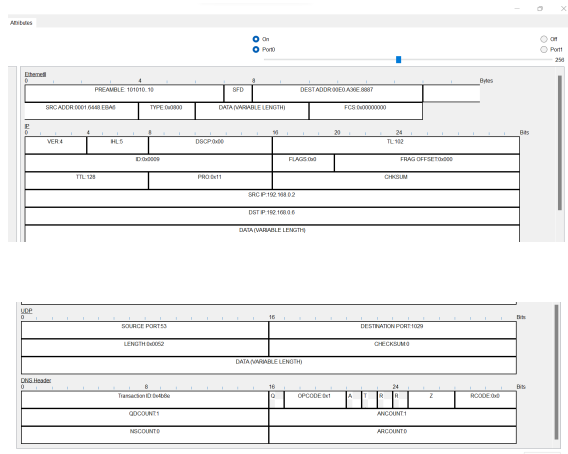 Attributes
On
Off
Port0
Port1
256
EthernetII
0 4 8 Bytes
PREAMBLE: 101010..10 SFD DEST ADDR:00E0.A36E.8887
SRC ADDR:0001.6448.EBA6 TYPE:0x0800 DATA (VARIABLE LENGTH) FCS:0x00000000
IP
0 4 8 16 20 24 Bits
VER:4 IHL:5 DSCP:0x00 TL:102
ID:0x0009 FLAGS:0x0 FRAG OFFSET:0x000
TTL:128 PRO:0x11 CHKSUM
SRC IP:192.168.0.2
DST IP:192.168.0.6
DATA (VARIABLE LENGTH)
UDP
0 16 Bits
SOURCE PORT:53 DESTINATION PORT:1029
LENGTH:0x0052 CHECKSUM:0
DATA (VARIABLE LENGTH)
DNS Header
0 8 16 24 Bits
Transaction ID:0x4b8e Q OPCODE:0x1 A T R R Z RCODE:0x0
QDCOUNT:1 ANCOUNT:1
NSCOUNT:0 ARCOUNT:0